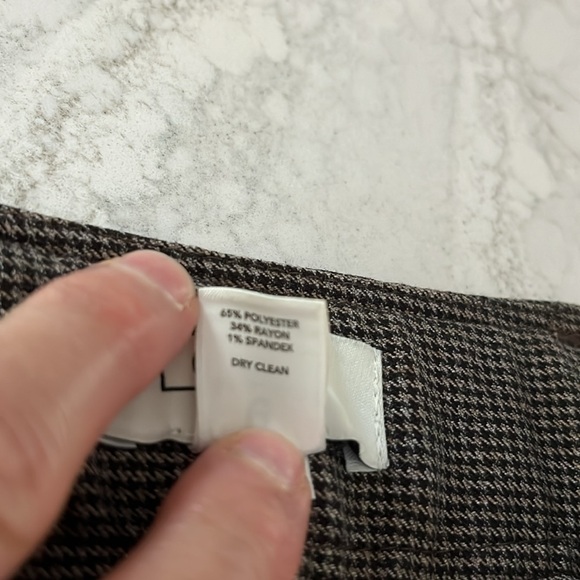 65% POLYESTER
34% RAYON
1% SPANDEX
DRY CLEAN